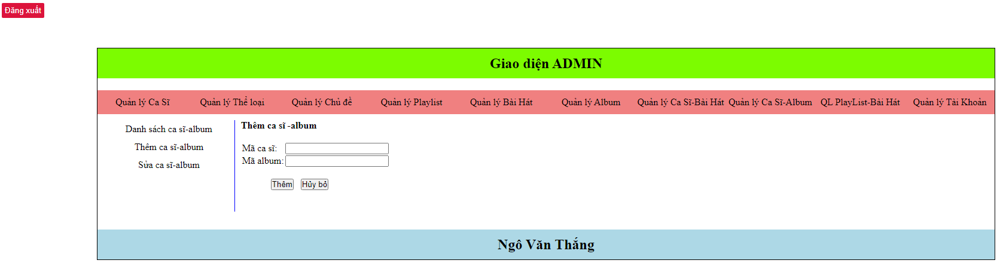 Đăng xuất
Giao diện ADMIN
Quản lý Ca Sĩ Quản lý Thể loại Quản lý Chủ đề Quản lý Playlist Quản lý Bài Hát Quản lý Album Quản lý Ca Sĩ-Bài Hát Quản lý Ca Sĩ-Album QL PlayList-Bài Hát Quản lý Tài Khoản
Danh sách ca sĩ-album
Thêm ca sĩ-album
Sửa ca sĩ-album
Thêm ca sĩ -album
Mã ca sĩ:
Mã album:
Thêm Hủy bỏ
Ngô Văn Thắng